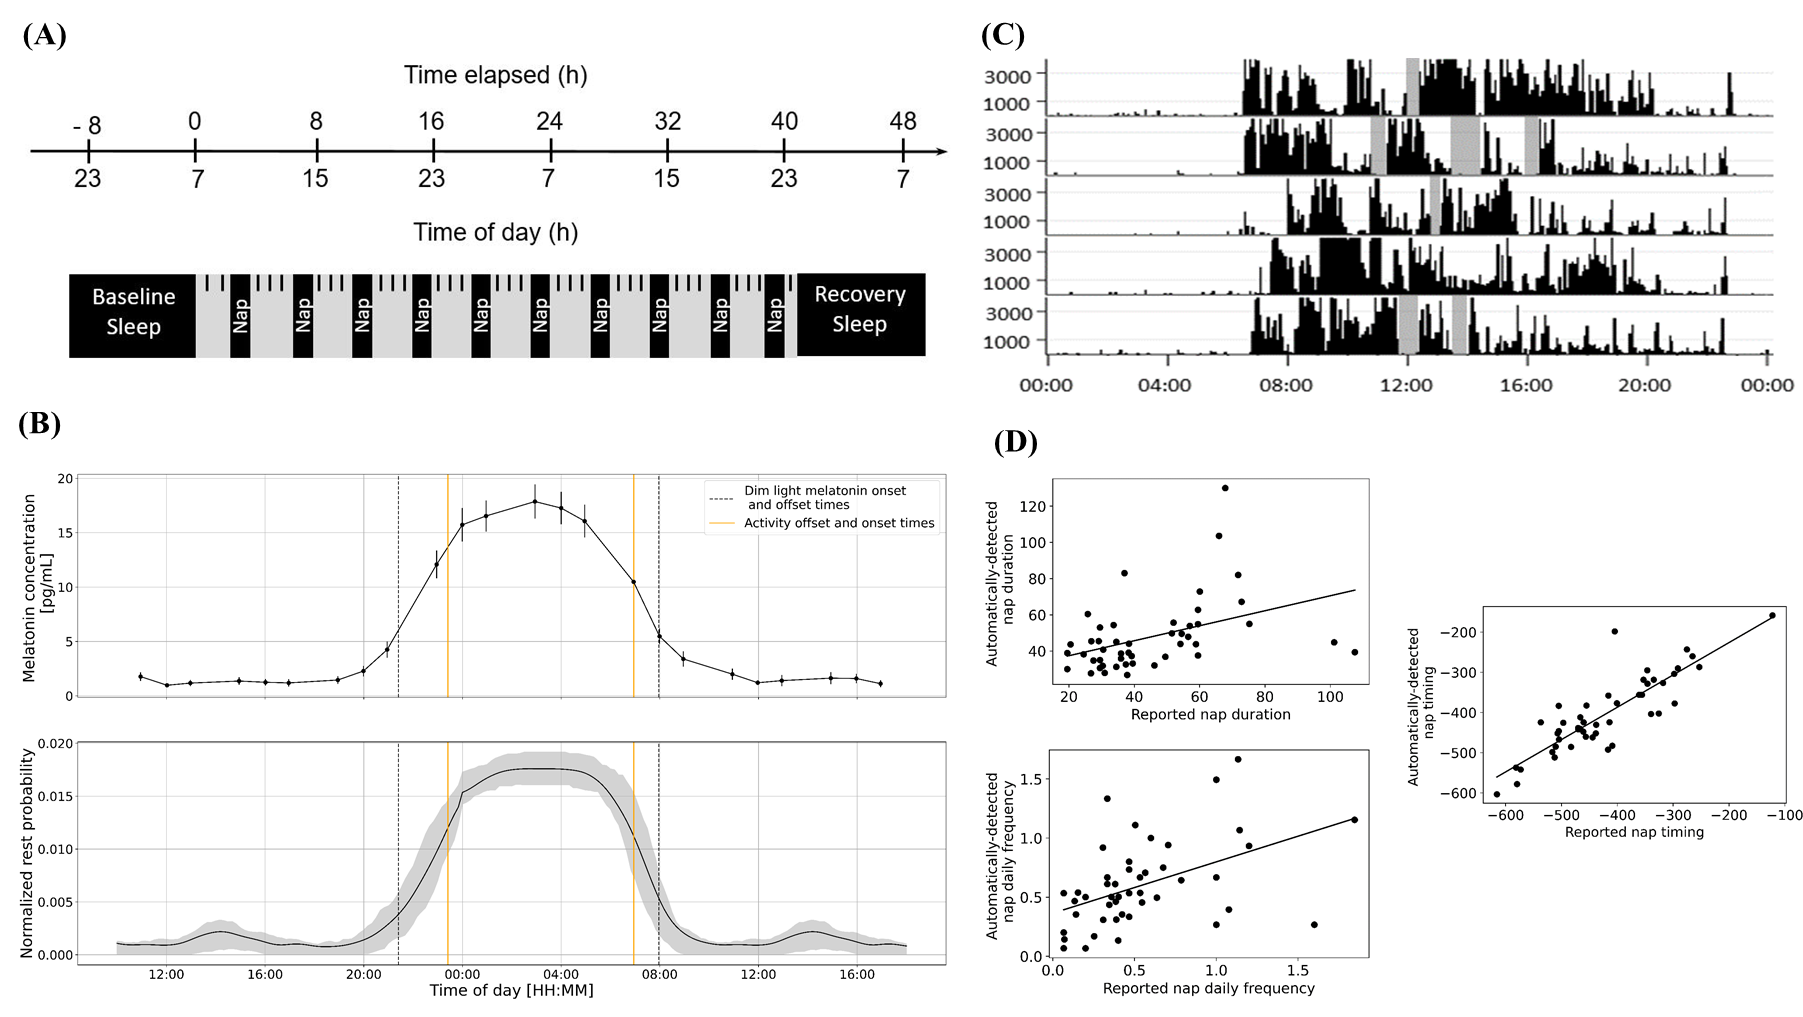 (A)
Time elapsed (h)
- 8 0 8 16 24 32 40 48
23 7 15 23 7 15 23 7
Time of day (h)
Baseline
Sleep
Nap Nap Nap Nap Nap Nap Nap Nap Nap Nap
Recovery
Sleep
(B)
20
15
10
5
0
Melatonin concentration
[pg/mL]
Dim light melatonin onset
and offset times
Activity offset and onset times
0.020
0.015
0.010
0.005
0.000
Normalized rest probability
12:00 16:00 20:00 00:00 04:00 08:00 12:00 16:00
Time of day [HH:MM]
(C)
3000
1000
3000
1000
3000
1000
3000
1000
3000
1000
00:00 04:00 08:00 12:00 16:00 20:00 00:00
(D)
Automatically-detected
nap duration
120
100
80
60
40
20 40 60 80 100
Reported nap duration
Automatically-detected
nap daily frequency
1.5
1.0
0.5
0.0
0.0 0.5 1.0 1.5
Reported nap daily frequency
Automatically-detected
nap timing
−200
−300
−400
−500
−600
−600 −500 −400 −300 −200 −100
Reported nap timing